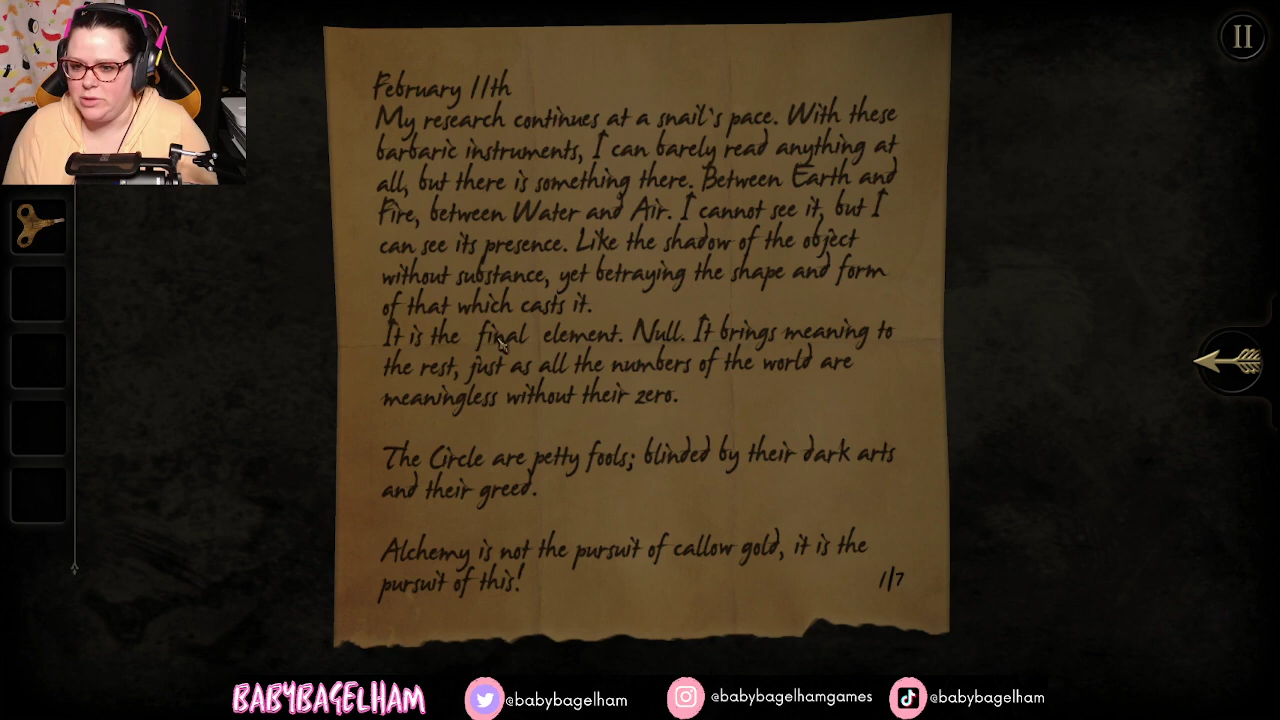 February 11th
My research continues at a snail's pace. With these
barbaric instruments, I can barely read anything at
all, but there is something there. Between Earth and
Fire, between Water and Air. I cannot see it, but I
can see its presence. Like the shadow of the object
without substance, yet betraying the shape and form
of that which casts it.
It is the final element. Null. It brings meaning to
the rest, just as all the numbers of the world are
meaningless without their zero.
The Circle are petty fools; blinded by their dark arts
and their greed.
Alchemy is not the pursuit of callow gold, it is the
pursuit of this!
1/7
BABYBAGELHAM
@babybagelham
@babybagelhamgames
@babybagelham